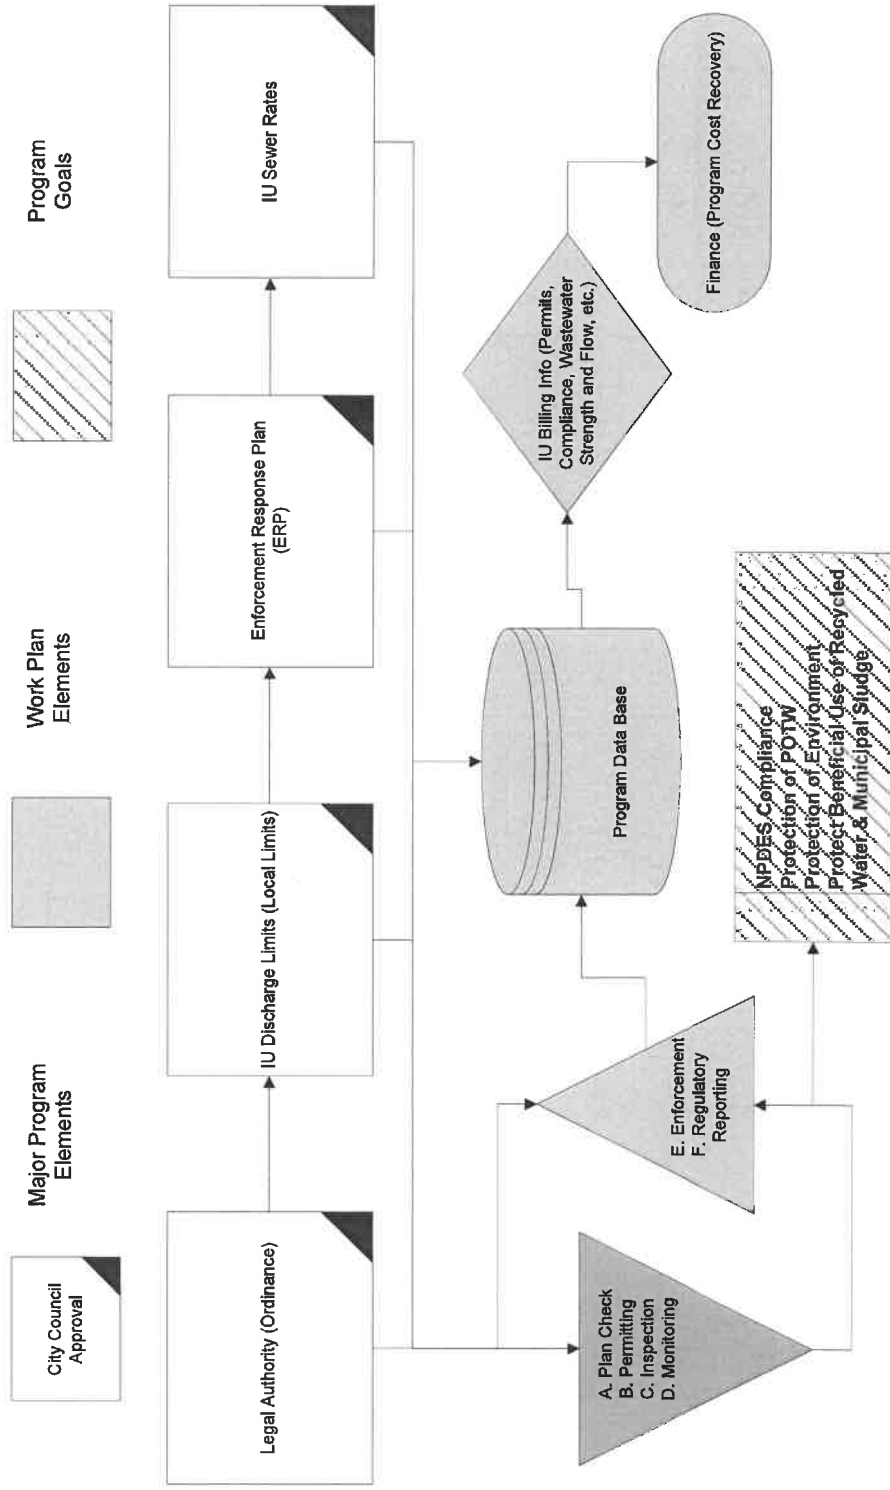 City Council
Approval
Major Program
Elements
Work Plan
Elements
Program
Goals
Legal Authority (Ordinance)
IU Discharge Limits (Local Limits)
Enforcement Response Plan
(ERP)
IU Sewer Rates
A. Plan Check
B. Permitting
C. Inspection
D. Monitoring
E. Enforcement
F. Regulatory
Reporting
Program Data Base
IU Billing Info (Permits,
Compliance, Wastewater
Strength and Flow, etc.)
Finance (Program Cost Recovery)
NPDES Compliance
Protection of POTW
Protection of Environment
Protect Beneficial Use of Recycled
Water & Municipal Sludge